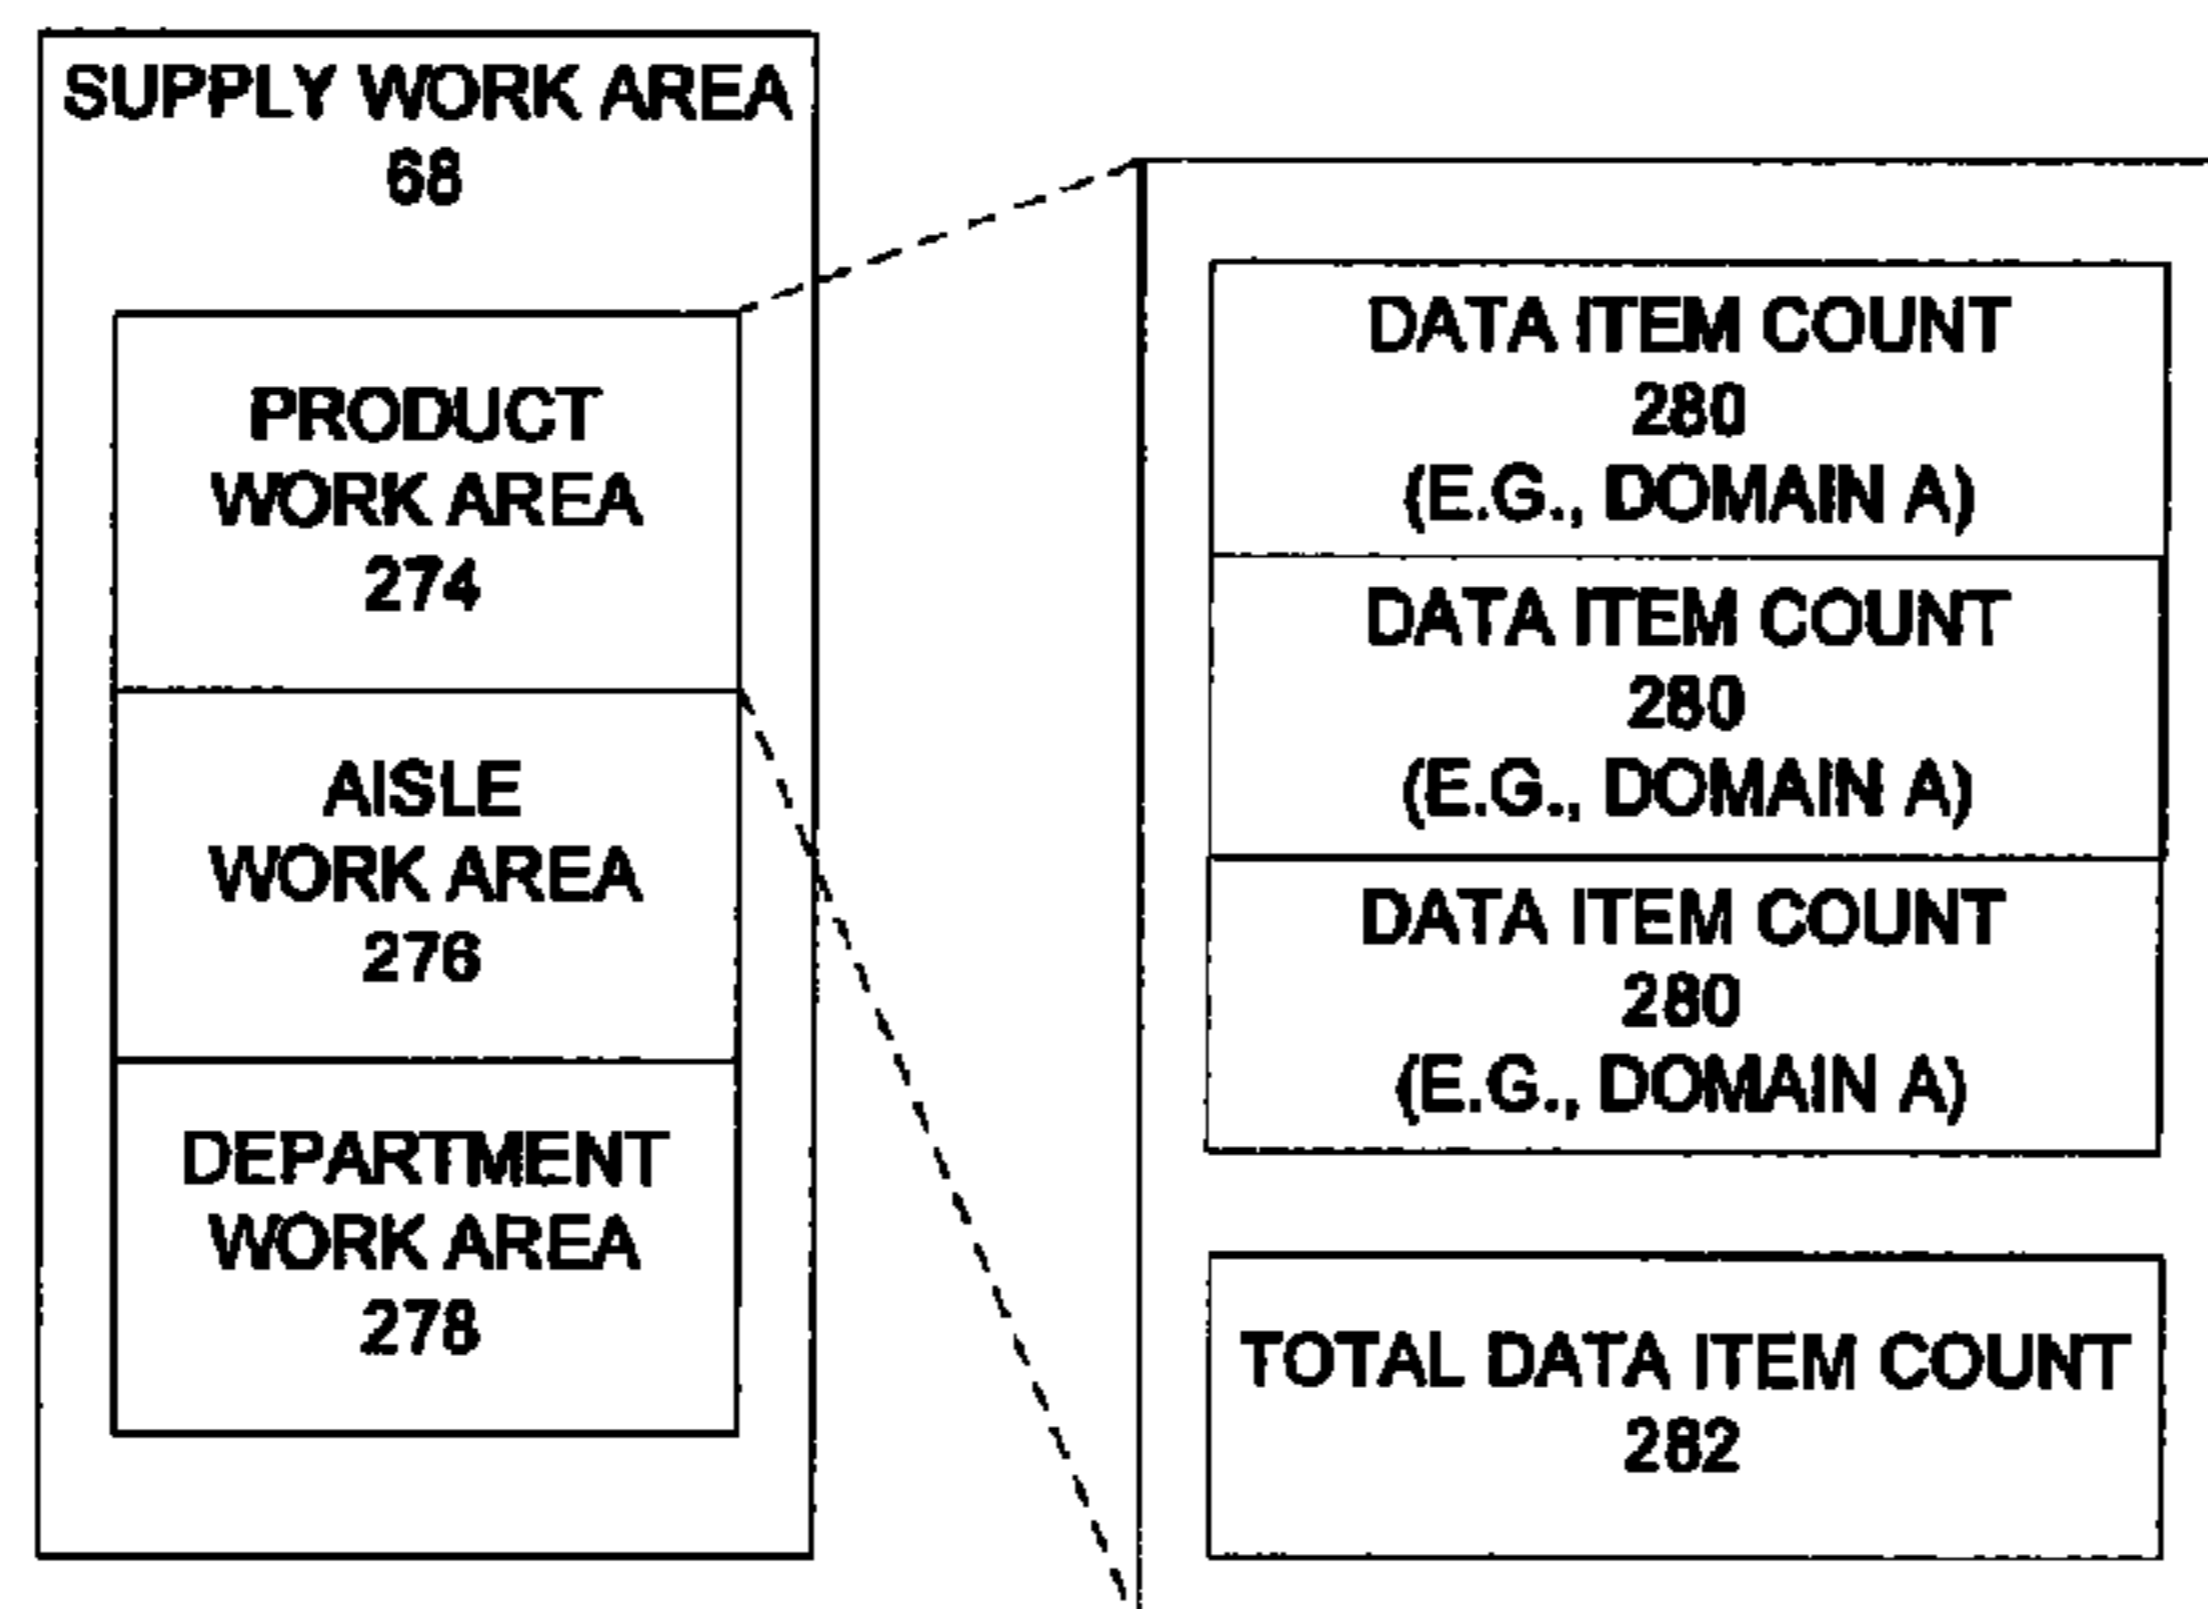 SUPPLY WORK AREA
68
PRODUCT
WORK AREA
274
AISLE
WORK AREA
276
DEPARTMENT
WORK AREA
278
DATA ITEM COUNT
280
(E.G., DOMAIN A)
DATA ITEM COUNT
280
(E.G., DOMAIN A)
DATA ITEM COUNT
280
(E.G., DOMAIN A)
TOTAL DATA ITEM COUNT
282